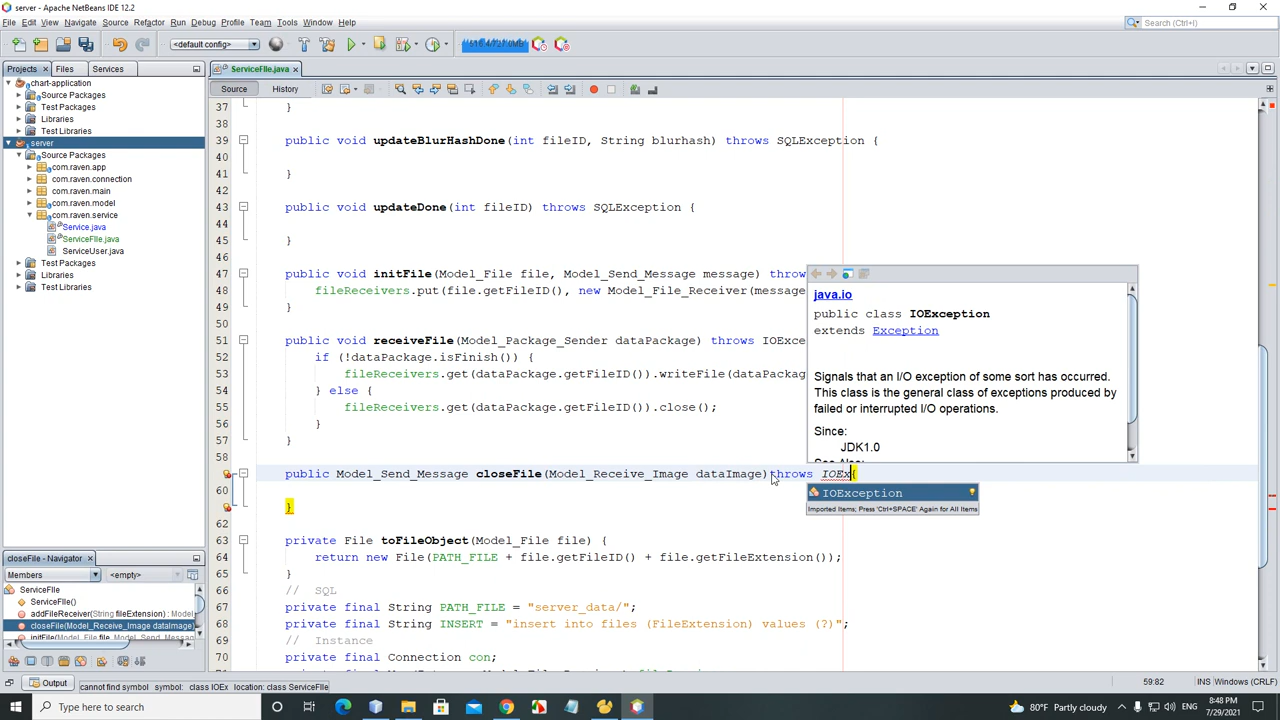 server - Apache NetBeans IDE 12.2
File Edit View Navigate Source Refactor Run Debug Profile Team Tools Window Help
<default config>
Search (Ctrl+I)
Projects Files Services
ServiceFIle.java
chart-application
Source Packages
Test Packages
Libraries
Test Libraries
server
Source Packages
com.raven.app
com.raven.connection
com.raven.main
com.raven.model
com.raven.service
Service.java
ServiceFIle.java
ServiceUser.java
Test Packages
Libraries
Test Libraries
Source History
37 }
38
39 public void updateBlurHashDone(int fileID, String blurhash) throws SQLException {
40
41 }
42
43 public void updateDone(int fileID) throws SQLException {
44
45 }
46
47 public void initFile(Model_File file, Model_Send_Message message) throw
48 fileReceivers.put(file.getFileID(), new Model_File_Receiver(message
49 }
50
51 public void receiveFile(Model_Package_Sender dataPackage) throws IOExce
52 if (!dataPackage.isFinish()) {
53 fileReceivers.get(dataPackage.getFileID()).writeFile(dataPackag
54 } else {
55 fileReceivers.get(dataPackage.getFileID()).close();
56 }
57 }
58
public Model_Send_Message closeFile(Model_Receive_Image dataImage)throws IOEx{
60
}
62
63 private File toFileObject(Model_File file) {
64 return new File(PATH_FILE + file.getFileID() + file.getFileExtension());
65 }
66 // SQL
67 private final String PATH_FILE = "server_data/";
68 private final String INSERT = "insert into files (FileExtension) values (?)";
69 // Instance
70 private final Connection con;
java.io
public class IOException
extends Exception
Signals that an I/O exception of some sort has occurred.
This class is the general class of exceptions produced by
failed or interrupted I/O operations.
Since:
JDK1.0
IOException
Imported Items; Press 'Ctrl+SPACE' Again for All Items
closeFile - Navigator
Members <empty>
ServiceFIle
ServiceFIle()
addFileReceiver(String fileExtension) : Model
closeFile(Model_Receive_Image dataImage)
initFile(Model_File file, Model_Send_Messag
Output
cannot find symbol symbol: class IOEx location: class ServiceFIle
59:82 INS Windows (CRLF)
Type here to search
80°F Partly cloudy
ENG
8:48 PM
7/29/2021